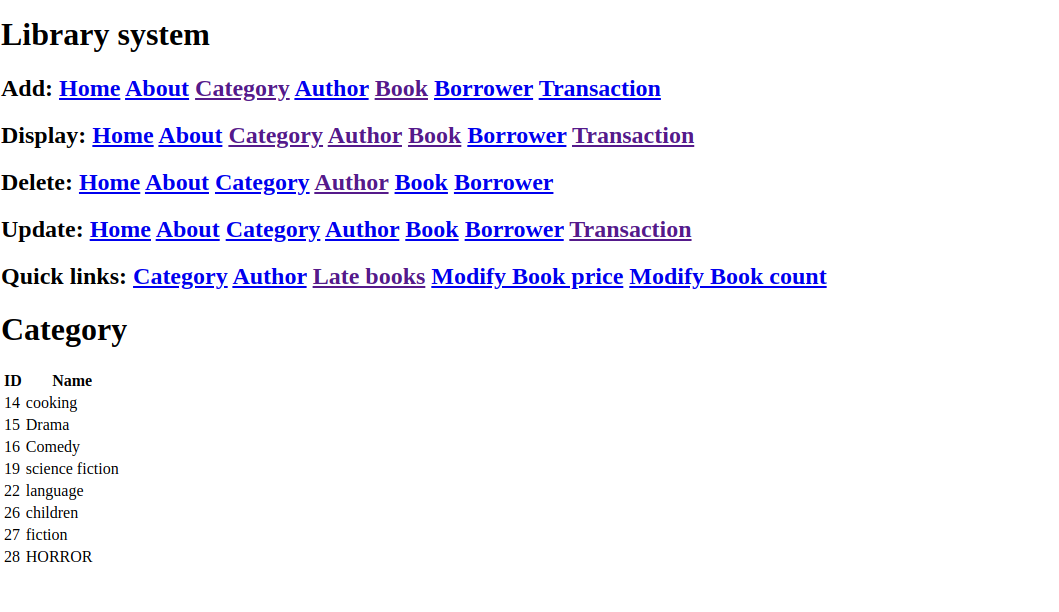 Library system
Add: Home About Category Author Book Borrower Transaction
Display: Home About Category Author Book Borrower Transaction
Delete: Home About Category Author Book Borrower
Update: Home About Category Author Book Borrower Transaction
Quick links: Category Author Late books Modify Book price Modify Book count
Category
ID Name
14 cooking
15 Drama
16 Comedy
19 science fiction
22 language
26 children
27 fiction
28 HORROR